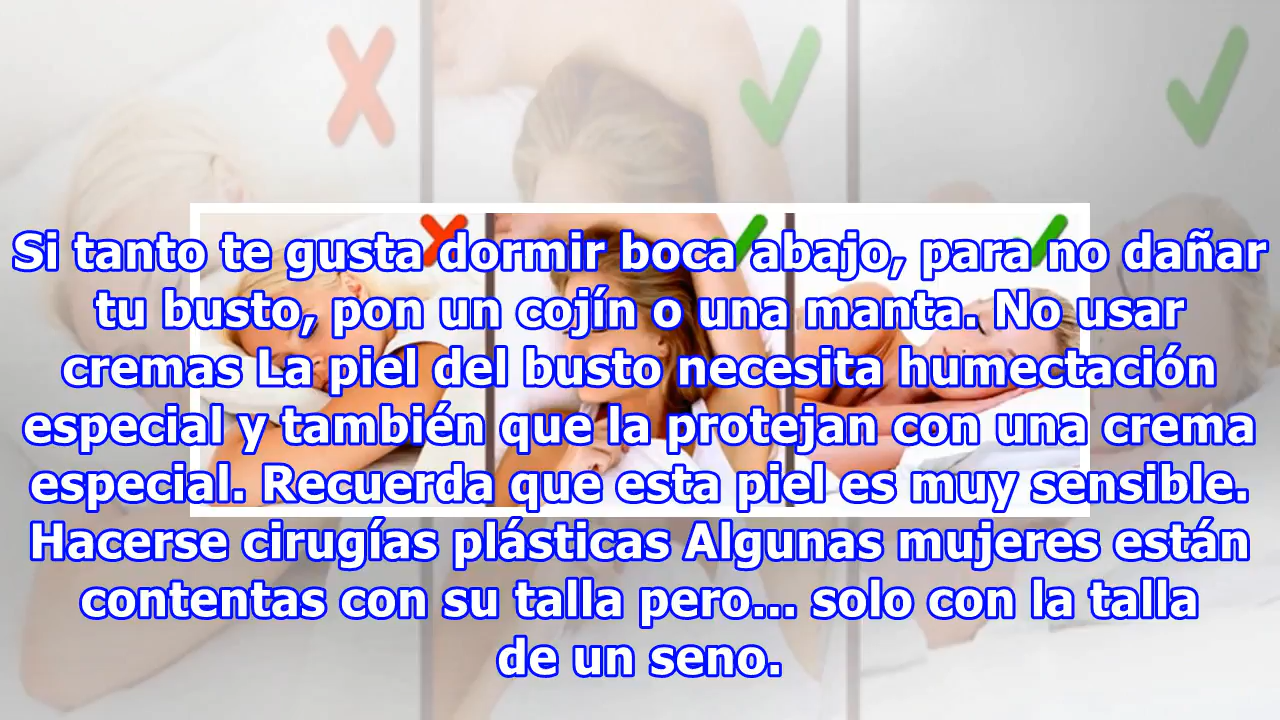 Si tanto te gusta dormir boca abajo, para no dañar
tu busto, pon un cojín o una manta. No usar
cremas La piel del busto necesita humectación
especial y también que la protejan con una crema
especial. Recuerda que esta piel es muy sensible.
Hacerse cirugías plásticas Algunas mujeres están
contentas con su talla pero... solo con la talla
de un seno.